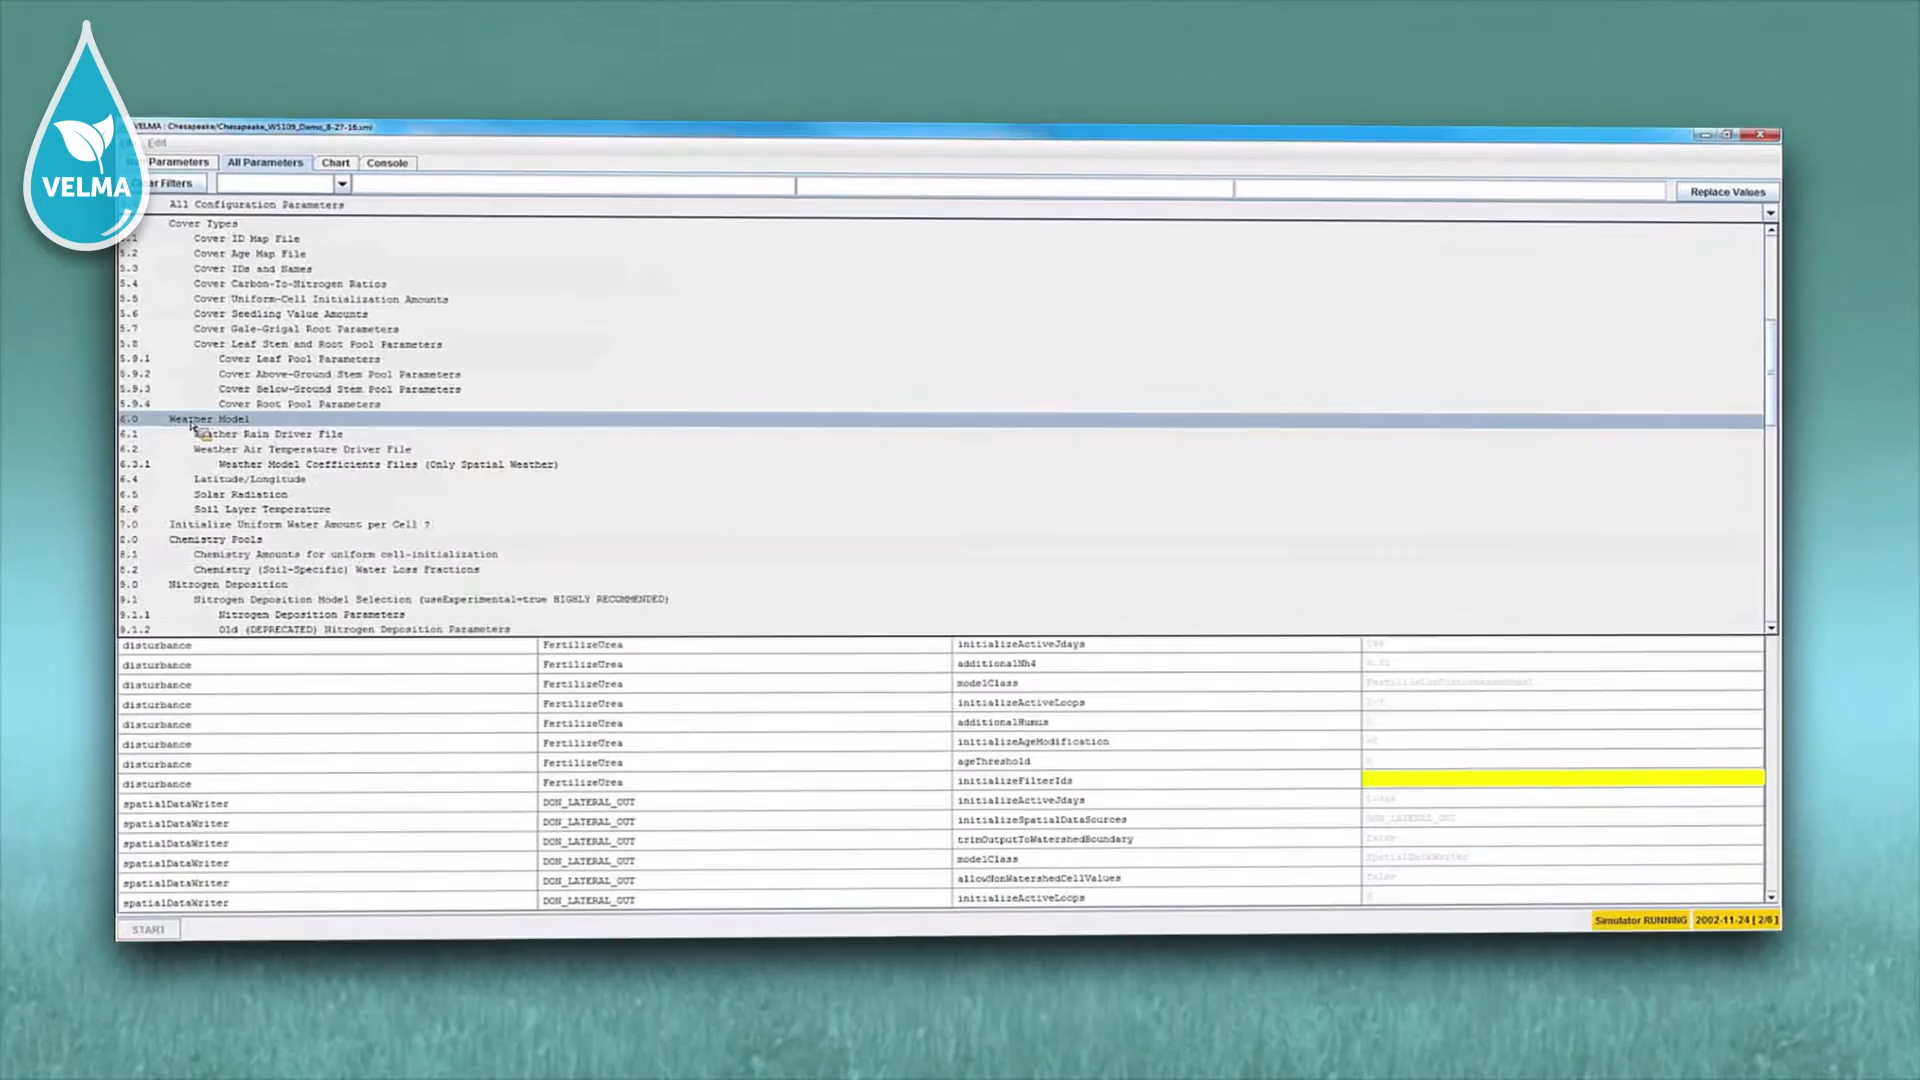 VELMA
VELMA : Chesapeake/Chesapeake_WS109_Demo_8-27-16.xml
Edit
Parameters All Parameters Chart Console
Filters Replace Values
All Configuration Parameters
Cover Types
5.1 Cover ID Map File
5.2 Cover Age Map File
5.3 Cover IDs and Names
5.4 Cover Carbon-To-Nitrogen Ratios
5.5 Cover Uniform-Cell Initialization Amounts
5.6 Cover Seedling Value Amounts
5.7 Cover Gale-Grigal Root Parameters
5.8 Cover Leaf Stem and Root Pool Parameters
5.9.1 Cover Leaf Pool Parameters
5.9.2 Cover Above-Ground Stem Pool Parameters
5.9.3 Cover Below-Ground Stem Pool Parameters
5.9.4 Cover Root Pool Parameters
6.0 Weather Model
6.1 Weather Rain Driver File
6.2 Weather Air Temperature Driver File
6.3.1 Weather Model Coefficients Files (Only Spatial Weather)
6.4 Latitude/Longitude
6.5 Solar Radiation
6.6 Soil Layer Temperature
7.0 Initialize Uniform Water Amount per Cell ?
8.0 Chemistry Pools
8.1 Chemistry Amounts for uniform cell-initialization
8.2 Chemistry (Soil-Specific) Water Loss Fractions
9.0 Nitrogen Deposition
9.1 Nitrogen Deposition Model Selection (useExperimental=true HIGHLY RECOMMENDED)
9.1.1 Nitrogen Deposition Parameters
9.1.2 Old (DEPRECATED) Nitrogen Deposition Parameters
disturbance FertilizeUrea initializeActiveJdays
disturbance FertilizeUrea additionalNh4
disturbance FertilizeUrea modelClass
disturbance FertilizeUrea initializeActiveLoops
disturbance FertilizeUrea additionalHumus
disturbance FertilizeUrea initializeAgeModification
disturbance FertilizeUrea ageThreshold
disturbance FertilizeUrea initializeFilterIds
spatialDataWriter DON_LATERAL_OUT initializeActiveJdays
spatialDataWriter DON_LATERAL_OUT initializeSpatialDataSources DON_LATERAL_OUT
spatialDataWriter DON_LATERAL_OUT trimOutputToWatershedBoundary false
spatialDataWriter DON_LATERAL_OUT modelClass SpatialDataWriter
spatialDataWriter DON_LATERAL_OUT allowNonWatershedCellValues false
spatialDataWriter DON_LATERAL_OUT initializeActiveLoops
START Simulator RUNNING 2002-11-24 [ 2/6 ]